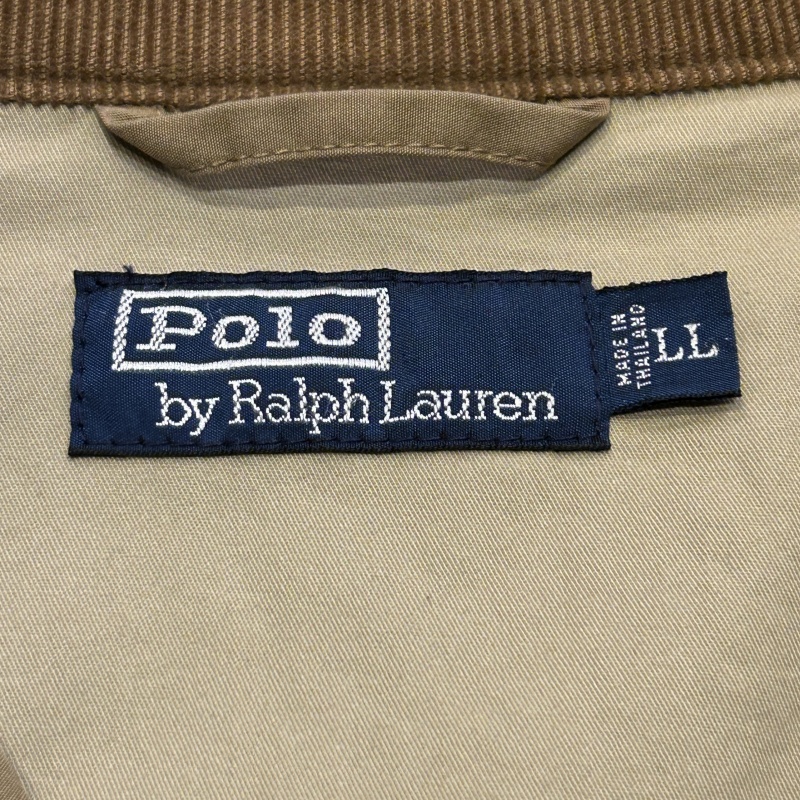 Polo
by Ralph Lauren
MADE IN
THAILAND
LL